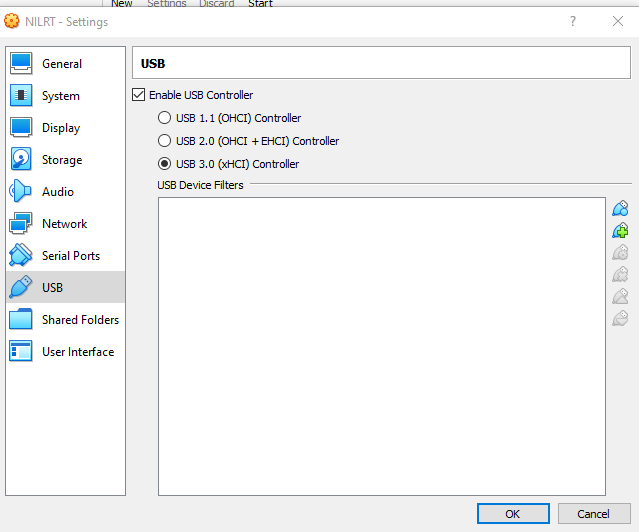 New Settings Discard Start
NILRT - Settings
General
System
Display
Storage
Audio
Network
Serial Ports
USB
Shared Folders
User Interface
USB
Enable USB Controller
USB 1.1 (OHCI) Controller
USB 2.0 (OHCI + EHCI) Controller
USB 3.0 (xHCI) Controller
USB Device Filters
OK
Cancel